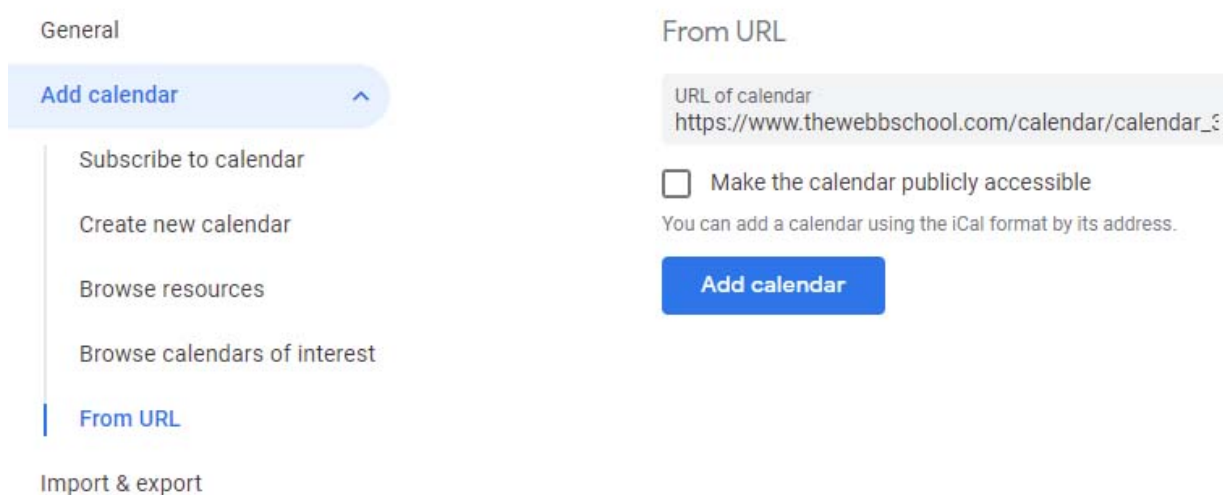 General
Add calendar
Subscribe to calendar
Create new calendar
Browse resources
Browse calendars of interest
From URL
Import & export
From URL
URL of calendar
https://www.thewebbschool.com/calendar/calendar_3
Make the calendar publicly accessible
You can add a calendar using the iCal format by its address.
Add calendar